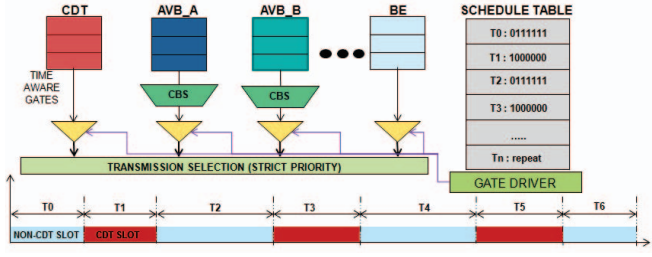 CDT AVB_A AVB_B BE SCHEDULE TABLE
T0 : 0111111
T1 : 1000000
T2 : 0111111
T3 : 1000000
.....
Tn : repeat
TIME
AWARE
GATES
CBS CBS
TRANSMISSION SELECTION (STRICT PRIORITY)
GATE DRIVER
T0 T1 T2 T3 T4 T5 T6
NON-CDT SLOT CDT SLOT